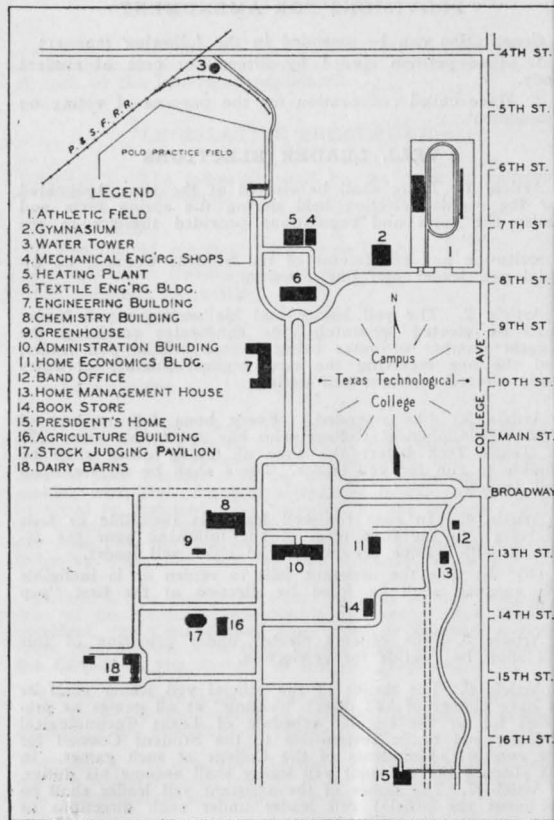 4TH ST.
3
P. & S. F. R. R.
5TH ST.
POLO PRACTICE FIELD
6TH ST.
LEGEND
1. ATHLETIC FIELD
2. GYMNASIUM
3. WATER TOWER
4. MECHANICAL ENG'RG. SHOPS
5. HEATING PLANT
6. TEXTILE ENG'RG. BLDG.
7. ENGINEERING BUILDING
8. CHEMISTRY BUILDING
9. GREENHOUSE
10. ADMINISTRATION BUILDING
11. HOME ECONOMICS BLDG.
12. BAND OFFICE
13. HOME MANAGEMENT HOUSE
14. BOOK STORE
15. PRESIDENT'S HOME
16. AGRICULTURE BUILDING
17. STOCK JUDGING PAVILION
18. DAIRY BARNS
7TH ST.
5 4
2
1
8TH ST.
6
N
9TH ST.
Campus
Texas Technological
College
7
10TH ST.
COLLEGE AVE
MAIN ST.
BROADWAY
8
12
9
10
11
13TH ST.
13
14
14TH ST.
17 16
18
15TH ST.
16TH ST.
15